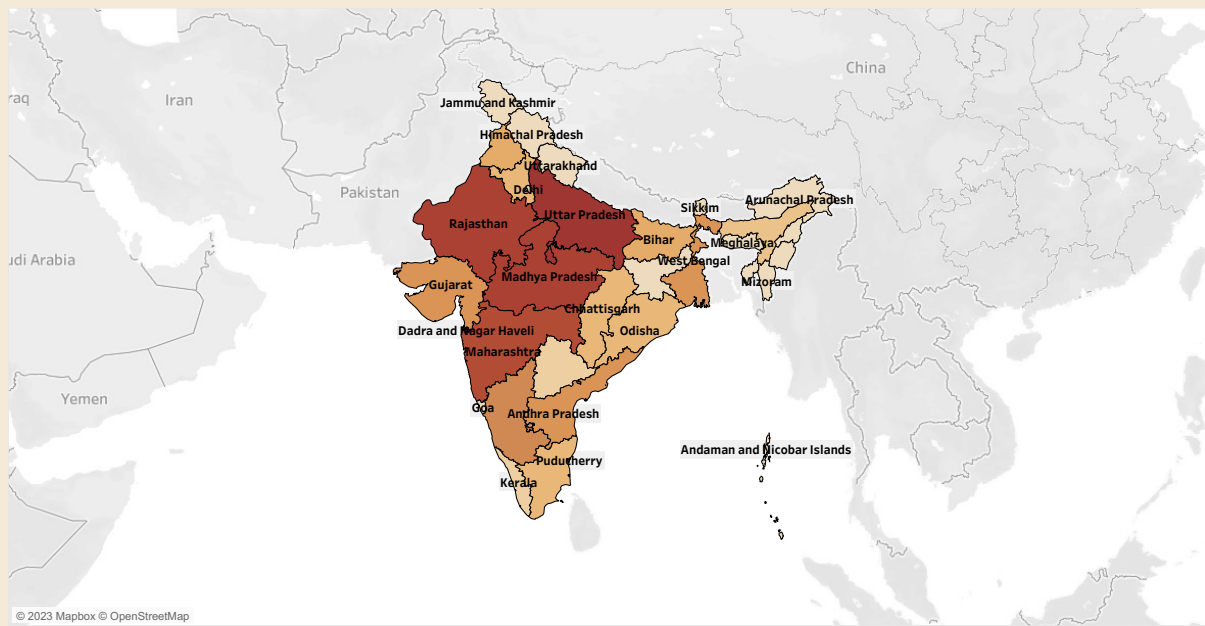 China
Iran
raq
Jammu and Kashmir
Himachal Pradesh
Uttarakhand
Pakistan
Delhi
Arunachal Pradesh
Sikkim
Uttar Pradesh
Rajasthan
Bihar
Meghalaya
udi Arabia
West Bengal
Madhya Pradesh
Mizoram
Gujarat
Chhattisgarh
Dadra and Nagar Haveli
Odisha
Maharashtra
Yemen
Goa
Andhra Pradesh
Andaman and Nicobar Islands
Puducherry
Kerala
© 2023 Mapbox © OpenStreetMap